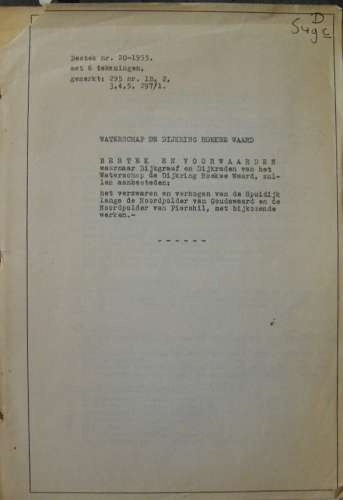 D
S4gc
Bestek nr. 20-1955.
met 6 tekeningen,
gemerkt: 295 nr. 1B, 2,
3,4,5. 297/1.
WATERSCHAP DE DIJKRING HOEKSE WAARD
BESTEK EN VOORWAARDEN
waarnaar Dijkgraaf en Dijkraden van het
Waterschap de Dijkring Hoekse Waard, zul-
len aanbesteden:
het verzwaren en verhogen van de Spuidijk
langs de Noordpolder van Goudswaard en de
Noordpolder van Piershil, met bijkomende
werken.-
- - - - - -